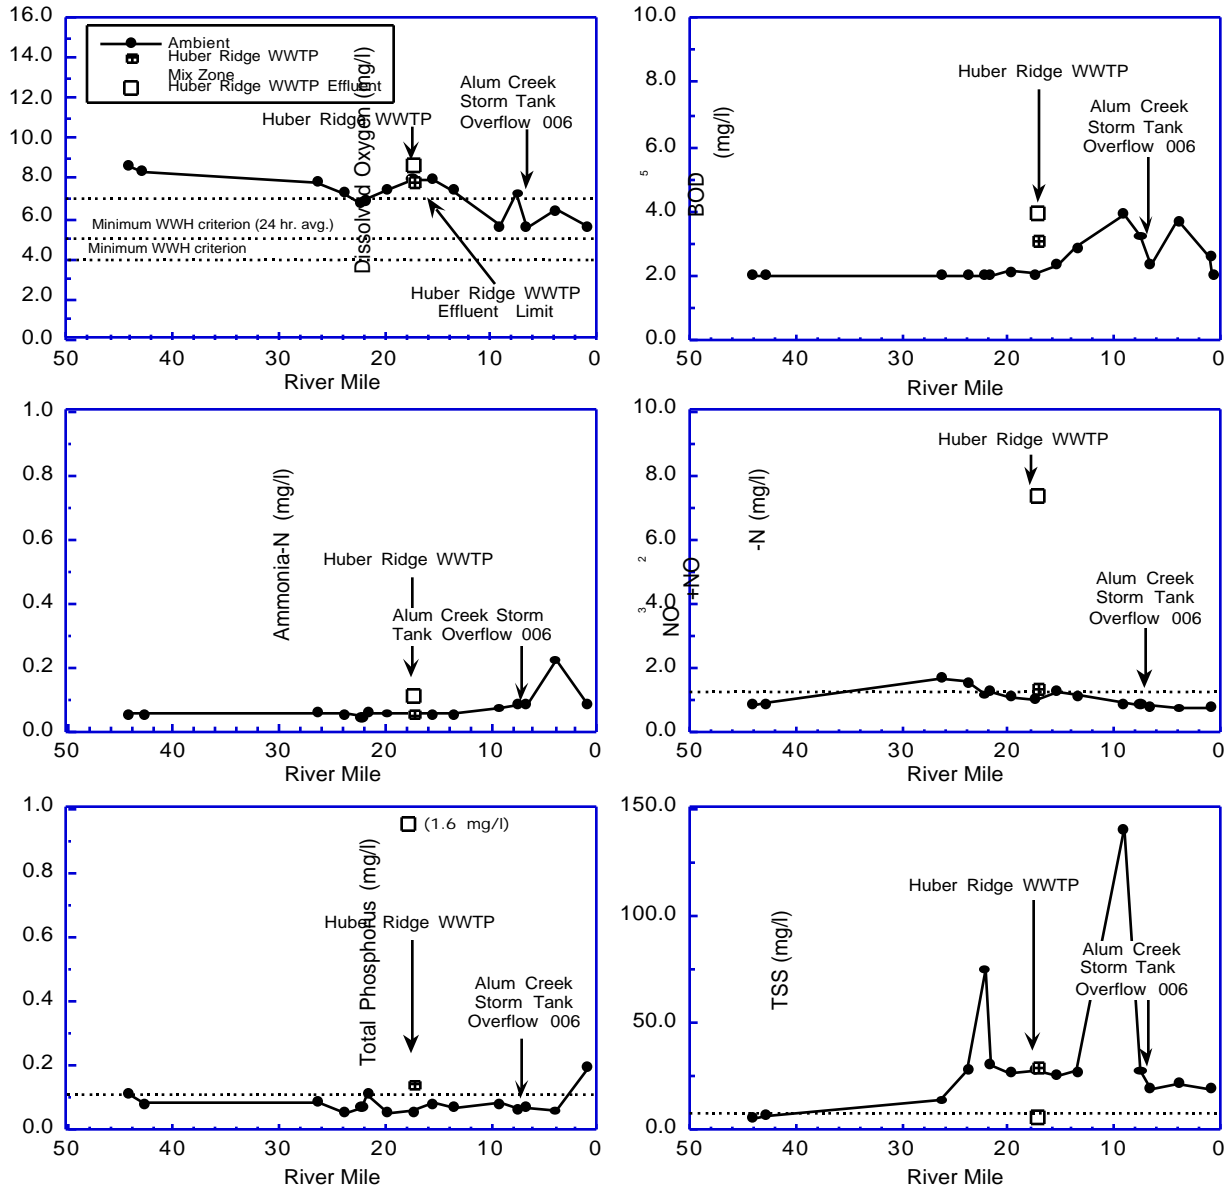 16.0
14.0
12.0
10.0
8.0
6.0
4.0
2.0
0.0
Ambient
Huber Ridge WWTP
Mix Zone
Huber Ridge WWTP Effluent
Dissolved Oxygen (mg/l)
Huber Ridge WWTP
Alum Creek
Storm Tank
Overflow 006
Minimum WWH criterion (24 hr. avg.)
Minimum WWH criterion
Huber Ridge WWTP
Effluent Limit
50 40 30 20 10 0
River Mile
10.0
8.0
6.0
4.0
2.0
0.0
BOD5 (mg/l)
Huber Ridge WWTP
Alum Creek
Storm Tank
Overflow 006
50 40 30 20 10 0
River Mile
1.0
0.8
0.6
0.4
0.2
0.0
Ammonia-N (mg/l)
Huber Ridge WWTP
Alum Creek Storm
Tank Overflow 006
50 40 30 20 10 0
River Mile
10.0
8.0
6.0
4.0
2.0
0.0
NO3+NO2-N (mg/l)
Huber Ridge WWTP
Alum Creek
Storm Tank
Overflow 006
50 40 30 20 10 0
River Mile
1.0
0.8
0.6
0.4
0.2
0.0
Total Phosphorus (mg/l)
(1.6 mg/l)
Huber Ridge WWTP
Alum Creek
Storm Tank
Overflow 006
50 40 30 20 10 0
River Mile
150.0
100.0
50.0
0.0
TSS (mg/l)
Huber Ridge WWTP
Alum Creek
Storm Tank
Overflow 006
50 40 30 20 10 0
River Mile